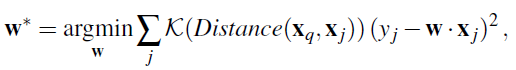 w* = argmin_w ∑_j K(Distance(x_q, x_j)) (y_j − w · x_j)²,